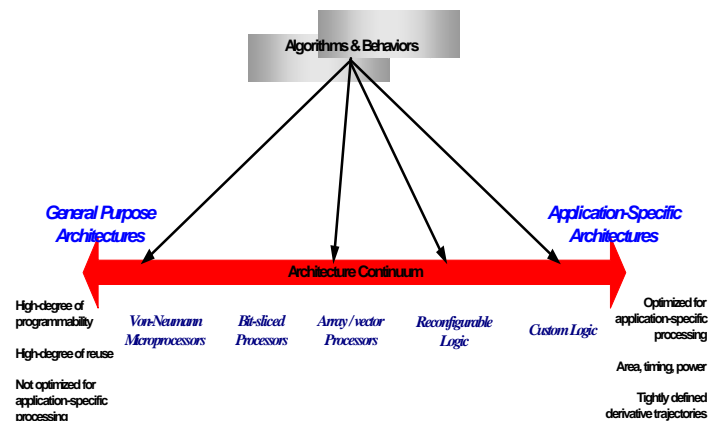 Algorithms & Behaviors
General Purpose
Architectures
Application-Specific
Architectures
Architecture Continuum
High-degree of
programmability
High-degree of reuse
Not optimized for
application-specific
processing
Von-Neumann
Microprocessors
Bit-sliced
Processors
Array / vector
Processors
Reconfigurable
Logic
Custom Logic
Optimized for
application-specific
processing
Area, timing, power
Tightly defined
derivative trajectories